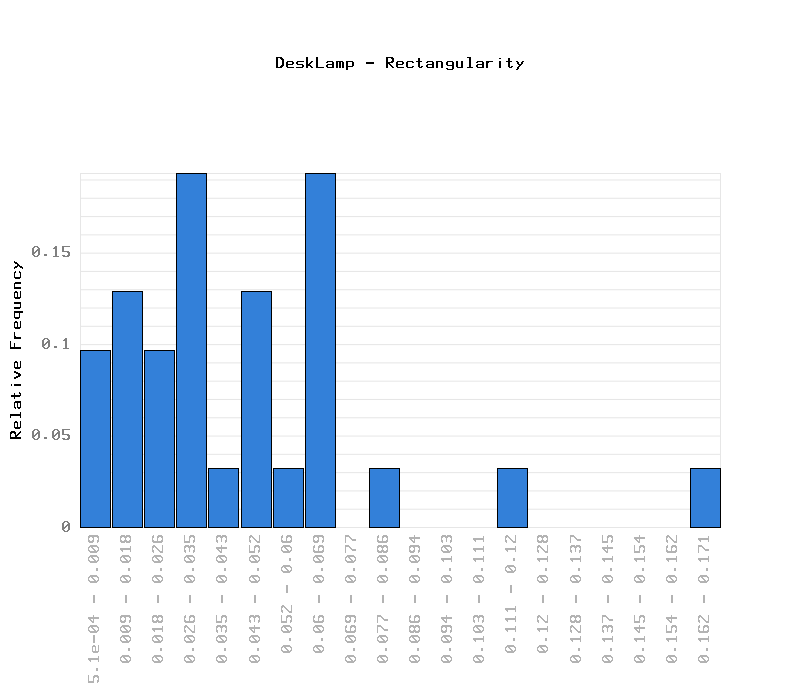 DeskLamp - Rectangularity
Relative Frequency
0.15
0.1
0.05
0
5.1e-04 - 0.009
0.009 - 0.018
0.018 - 0.026
0.026 - 0.035
0.035 - 0.043
0.043 - 0.052
0.052 - 0.06
0.06 - 0.069
0.069 - 0.077
0.077 - 0.086
0.086 - 0.094
0.094 - 0.103
0.103 - 0.111
0.111 - 0.12
0.12 - 0.128
0.128 - 0.137
0.137 - 0.145
0.145 - 0.154
0.154 - 0.162
0.162 - 0.171